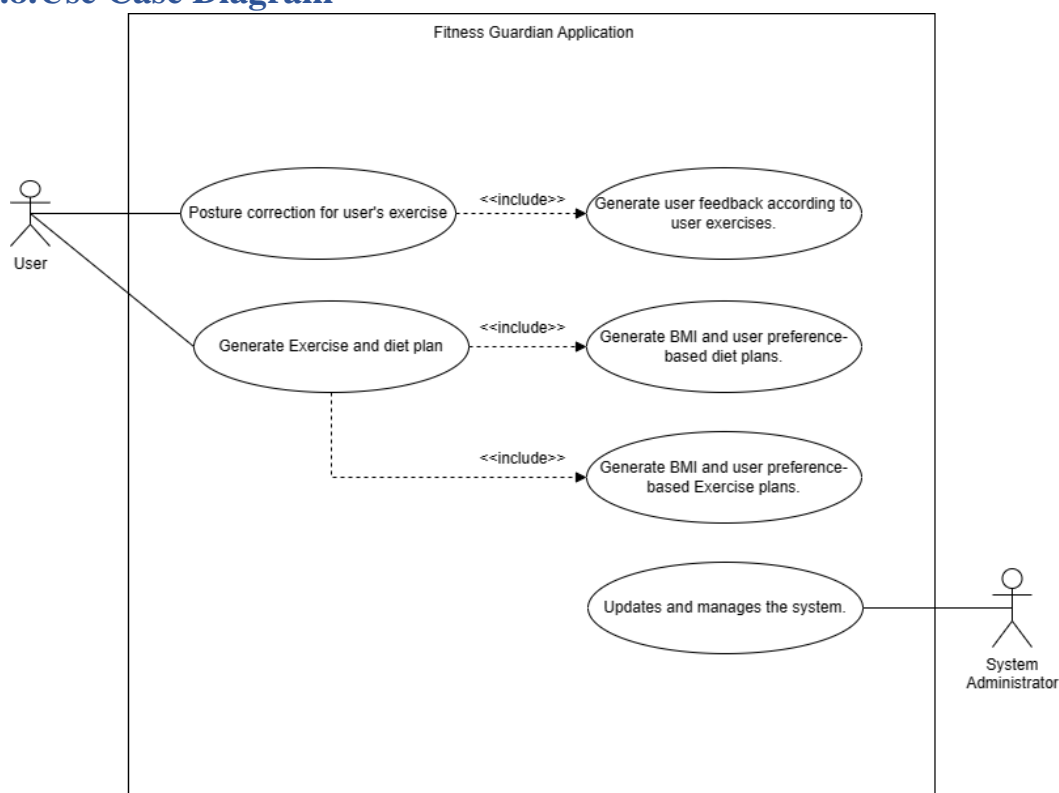 .8.Use Case Diagram
Fitness Guardian Application
<<include>>
Posture correction for user's exercise
Generate user feedback according to
user exercises.
User
<<include>>
Generate Exercise and diet plan
Generate BMI and user preference-
based diet plans.
<<include>>
Generate BMI and user preference-
based Exercise plans.
Updates and manages the system.
System
Administrator